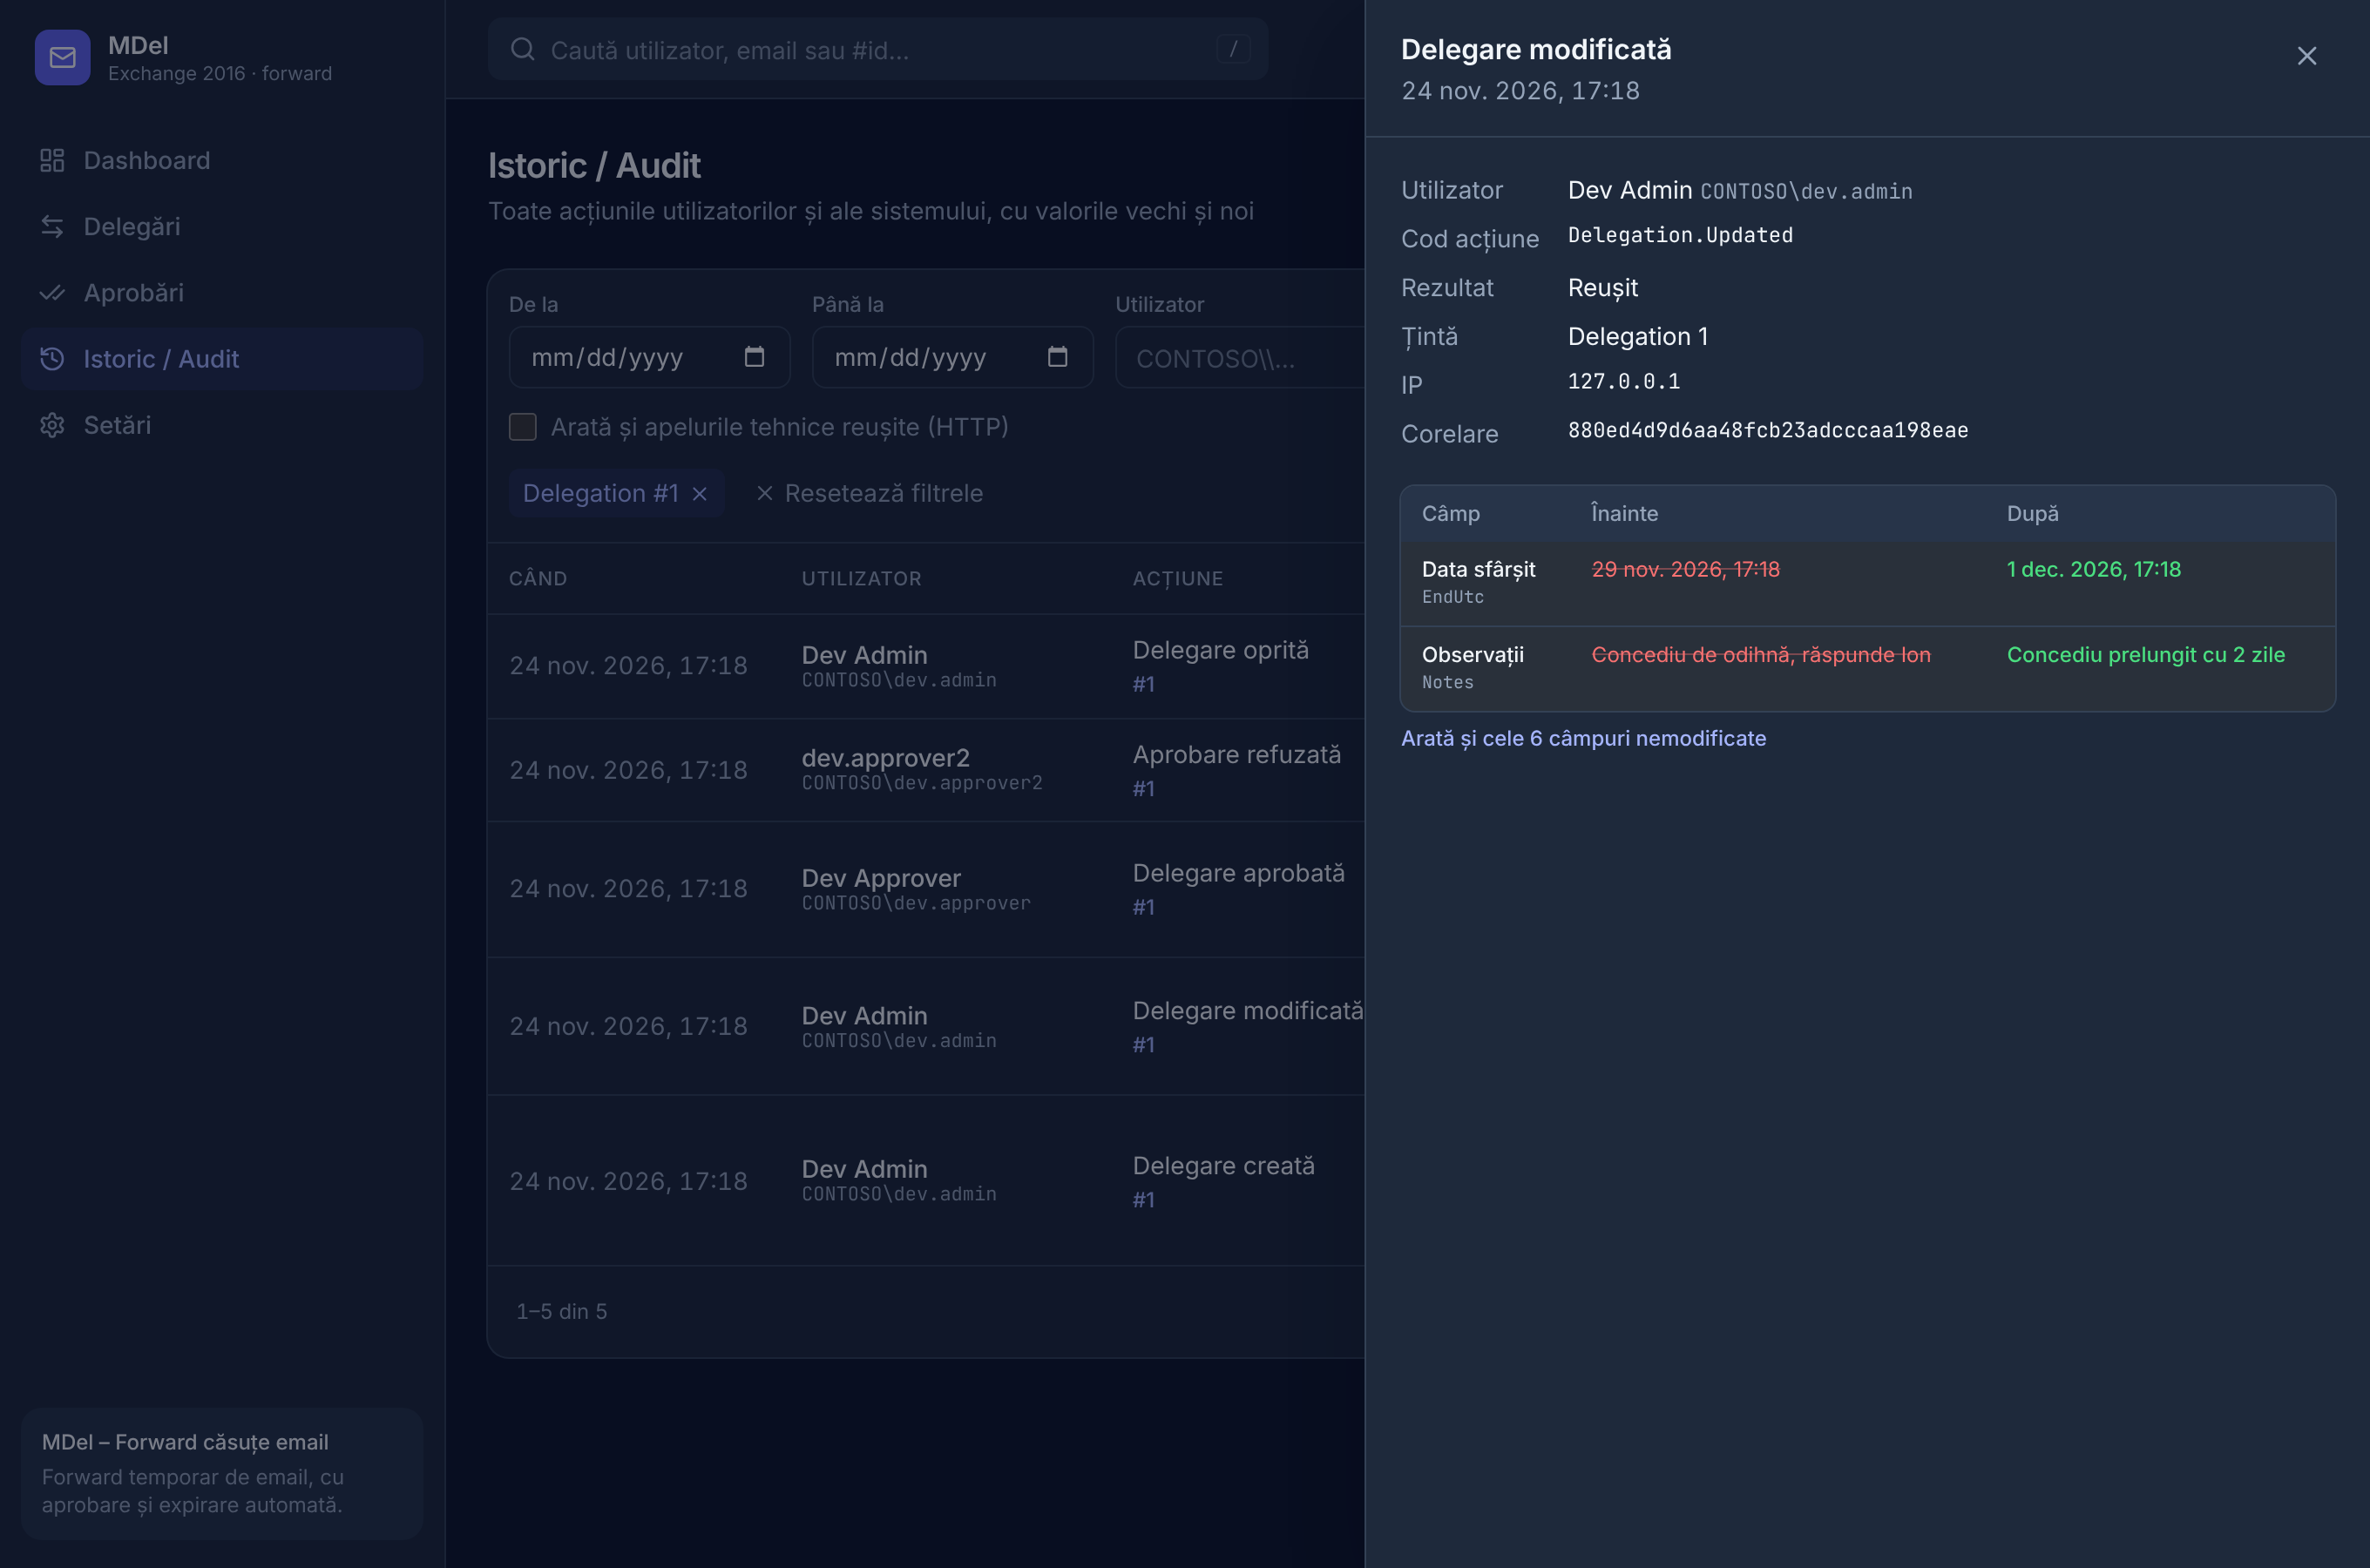 MDel
Exchange 2016 · forward
Dashboard
Delegări
Aprobări
Istoric / Audit
Setări
MDel – Forward căsuțe email
Forward temporar de email, cu
aprobare și expirare automată.
Caută utilizator, email sau #id...
/
Istoric / Audit
Toate acțiunile utilizatorilor și ale sistemului, cu valorile vechi și noi
De la
Până la
Utilizator
mm/dd/yyyy
mm/dd/yyyy
CONTOSO\\...
Arată și apelurile tehnice reușite (HTTP)
Delegation #1
Resetează filtrele
CÂND UTILIZATOR ACȚIUNE
24 nov. 2026, 17:18
Dev Admin
CONTOSO\dev.admin
Delegare oprită
#1
24 nov. 2026, 17:18
dev.approver2
CONTOSO\dev.approver2
Aprobare refuzată
#1
24 nov. 2026, 17:18
Dev Approver
CONTOSO\dev.approver
Delegare aprobată
#1
24 nov. 2026, 17:18
Dev Admin
CONTOSO\dev.admin
Delegare modificată
#1
24 nov. 2026, 17:18
Dev Admin
CONTOSO\dev.admin
Delegare creată
#1
1–5 din 5
Delegare modificată
24 nov. 2026, 17:18
Utilizator Dev Admin CONTOSO\dev.admin
Cod acțiune Delegation.Updated
Rezultat Reușit
Țintă Delegation 1
IP 127.0.0.1
Corelare 880ed4d9d6aa48fcb23adcccaa198eae
Câmp Înainte După
Data sfârșit 29 nov. 2026, 17:18 1 dec. 2026, 17:18
EndUtc
Observații Concediu de odihnă, răspunde Ion Concediu prelungit cu 2 zile
Notes
Arată și cele 6 câmpuri nemodificate